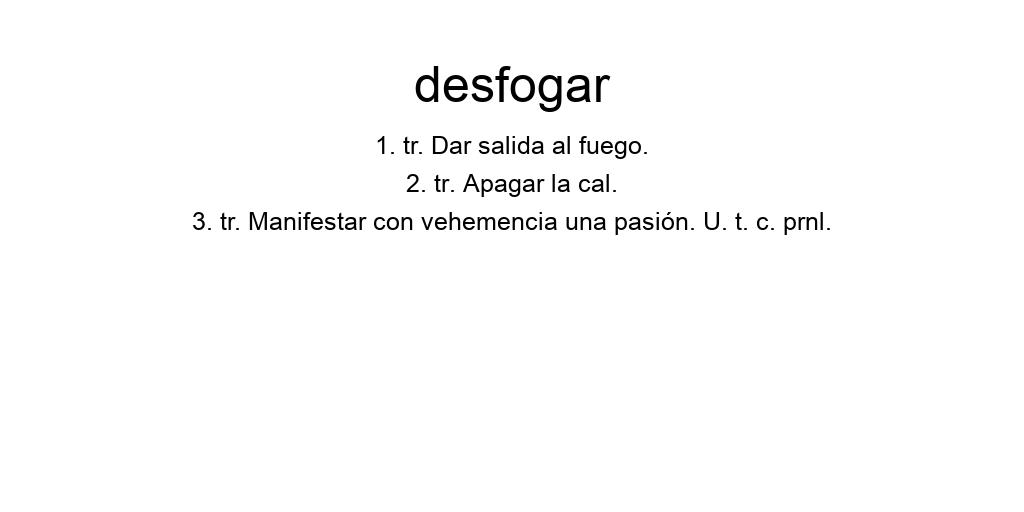 desfogar
1. tr. Dar salida al fuego.
2. tr. Apagar la cal.
3. tr. Manifestar con vehemencia una pasión. U. t. c. prnl.